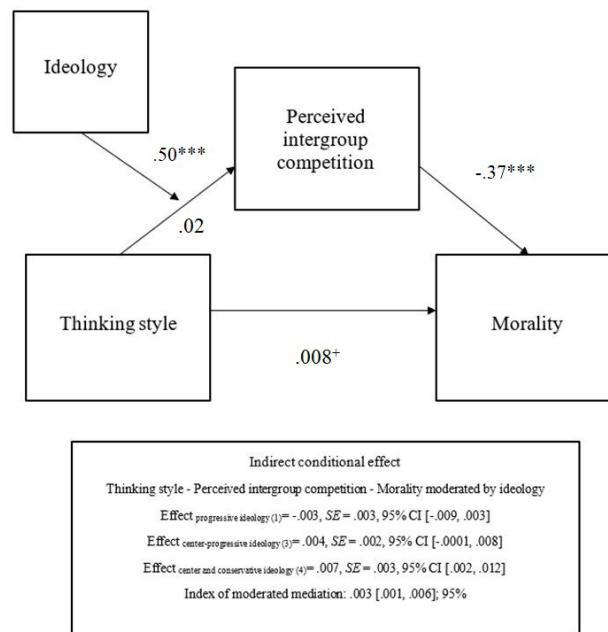 Ideology
Perceived
intergroup
competition
.50***
-.37***
.02
Thinking style
Morality
.008+
Indirect conditional effect
Thinking style - Perceived intergroup competition - Morality moderated by ideology
Effect progressive ideology (1)= -.003, SE = .003, 95% CI [-.009, .003]
Effect center-progressive ideology (3)= .004, SE = .002, 95% CI [-.0001, .008]
Effect center and conservative ideology (4)= .007, SE = .003, 95% CI [.002, .012]
Index of moderated mediation: .003 [.001, .006]; 95%